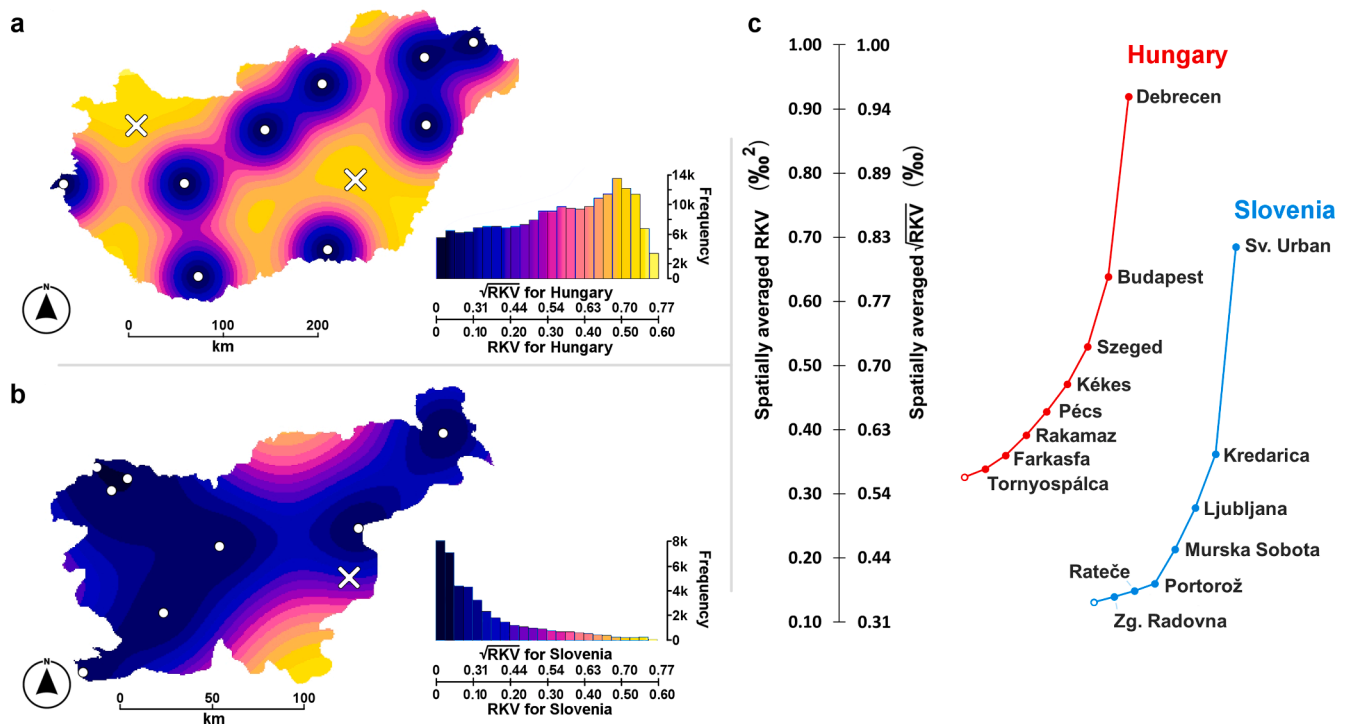 a
N
0 100 200
km
14k
10k
6k
2k
0
Frequency
√RKV for Hungary
0 0.31 0.44 0.54 0.63 0.70 0.77
0 0.10 0.20 0.30 0.40 0.50 0.60
RKV for Hungary
b
N
0 50 100
km
8k
6k
4k
2k
0
Frequency
√RKV for Slovenia
0 0.31 0.44 0.54 0.63 0.70 0.77
0 0.10 0.20 0.30 0.40 0.50 0.60
RKV for Slovenia
c
Spatially averaged RKV (‰²)
Spatially averaged √RKV (‰)
1.00 1.00
0.90 0.94
0.80 0.89
0.70 0.83
0.60 0.77
0.50 0.70
0.40 0.63
0.30 0.54
0.20 0.44
0.10 0.31
Hungary
Debrecen
Budapest
Szeged
Kékes
Pécs
Rakamaz
Farkasfa
Tornyospálca
Slovenia
Sv. Urban
Kredarica
Ljubljana
Murska Sobota
Portorož
Rateče
Zg. Radovna